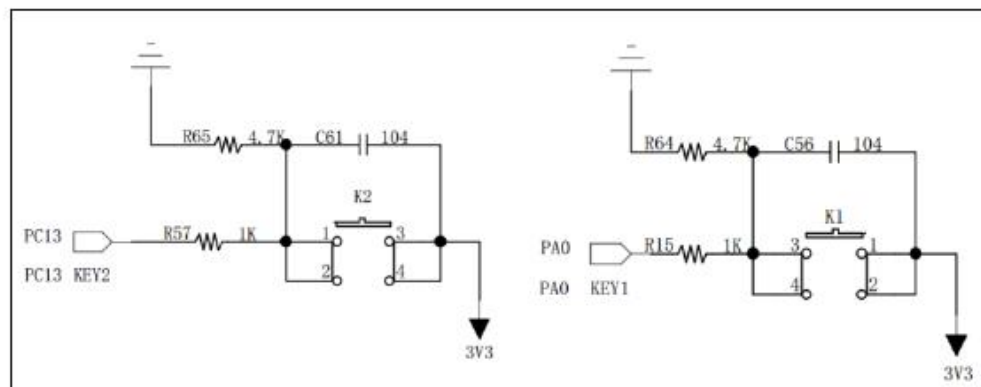 R65 4.7K C61 104
K2
PC13 R57 1K 1 3
PC13 KEY2 2 4
3V3
R64 4.7K C56 104
K1
PA0 R15 1K 3 1
PA0 KEY1 4 2
3V3